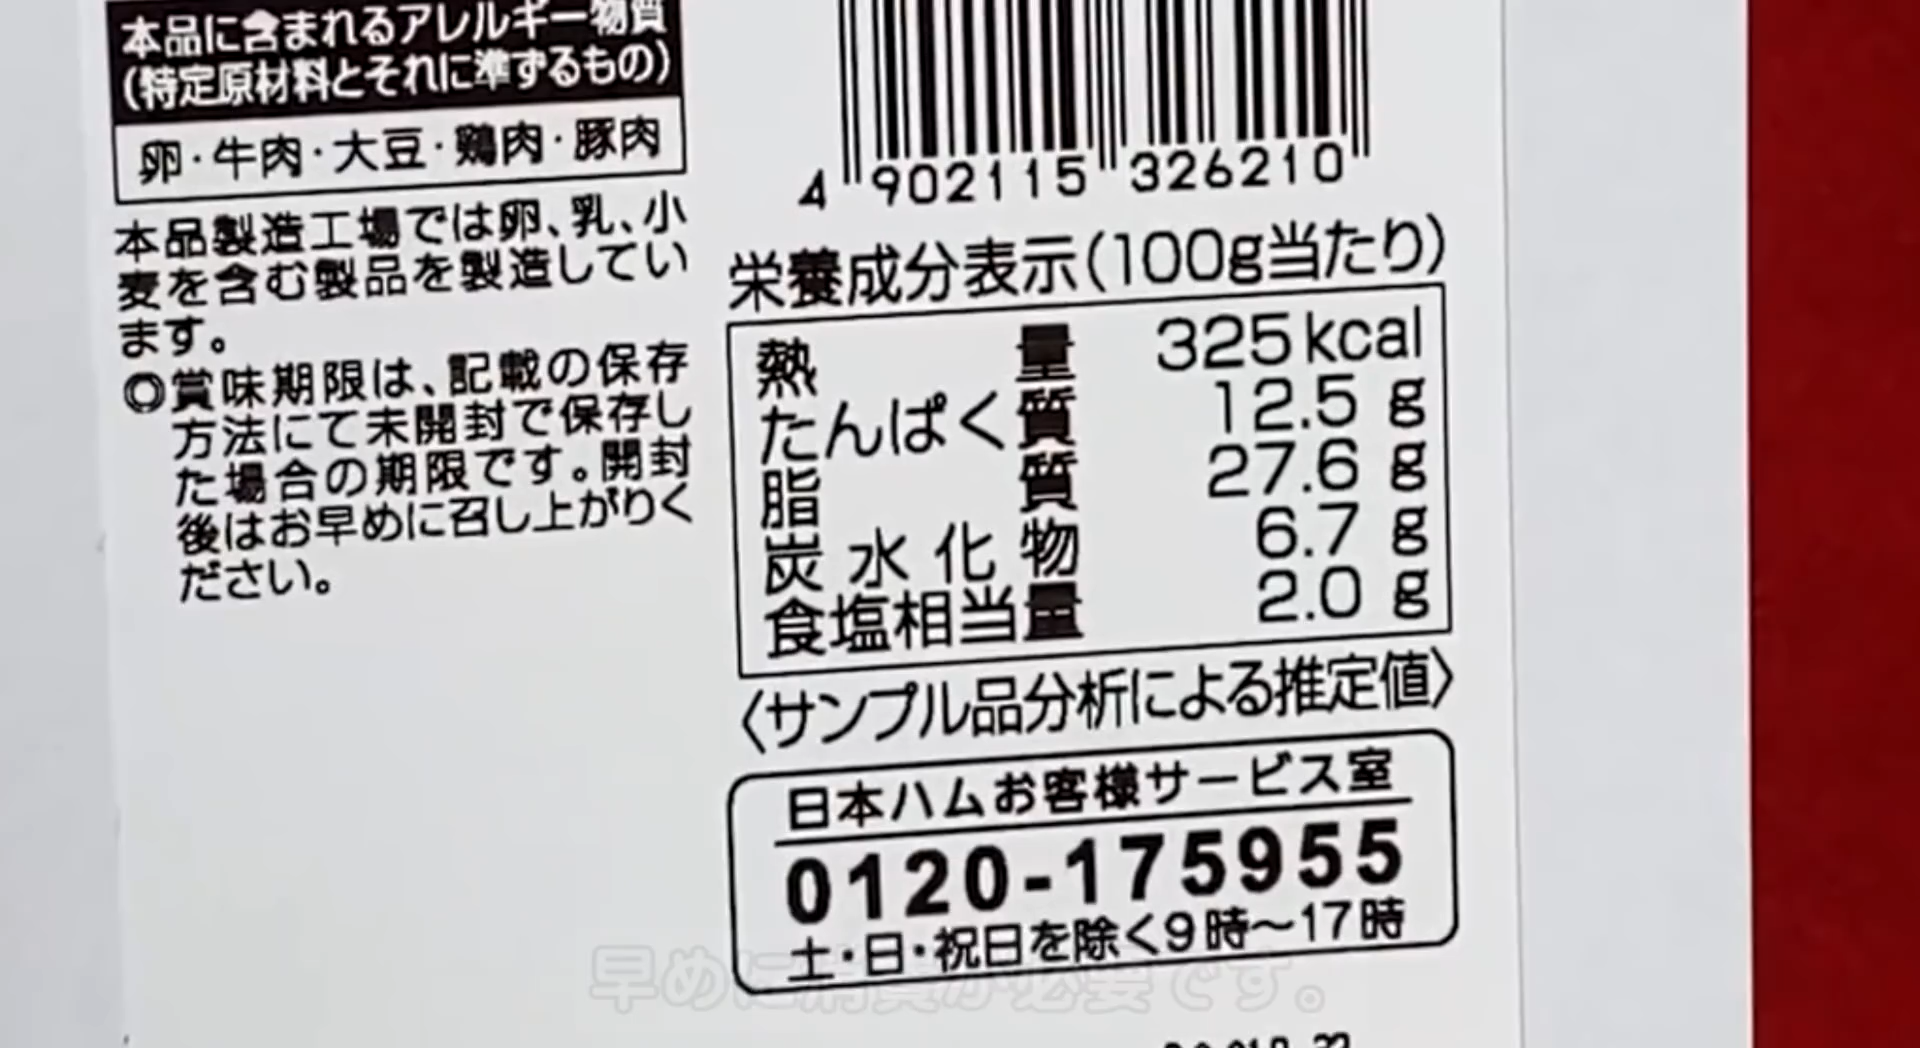 本品に含まれるアレルギー物質
(特定原材料とそれに準ずるもの)
卵・牛肉・大豆・鶏肉・豚肉
本品製造工場では卵、乳、小
麦を含む製品を製造してい
ます。
◎賞味期限は、記載の保存
方法にて未開封で保存し
た場合の期限です。開封
後はお早めに召し上がりく
ださい。
4 902115 326210
栄養成分表示(100g当たり)
熱量 325kcal
たんぱく質 12.5g
脂質 27.6g
炭水化物 6.7g
食塩相当量 2.0g
〈サンプル品分析による推定値〉
日本ハムお客様サービス室
0120-175955
土・日・祝日を除く9時〜17時
早めに消費が必要です。